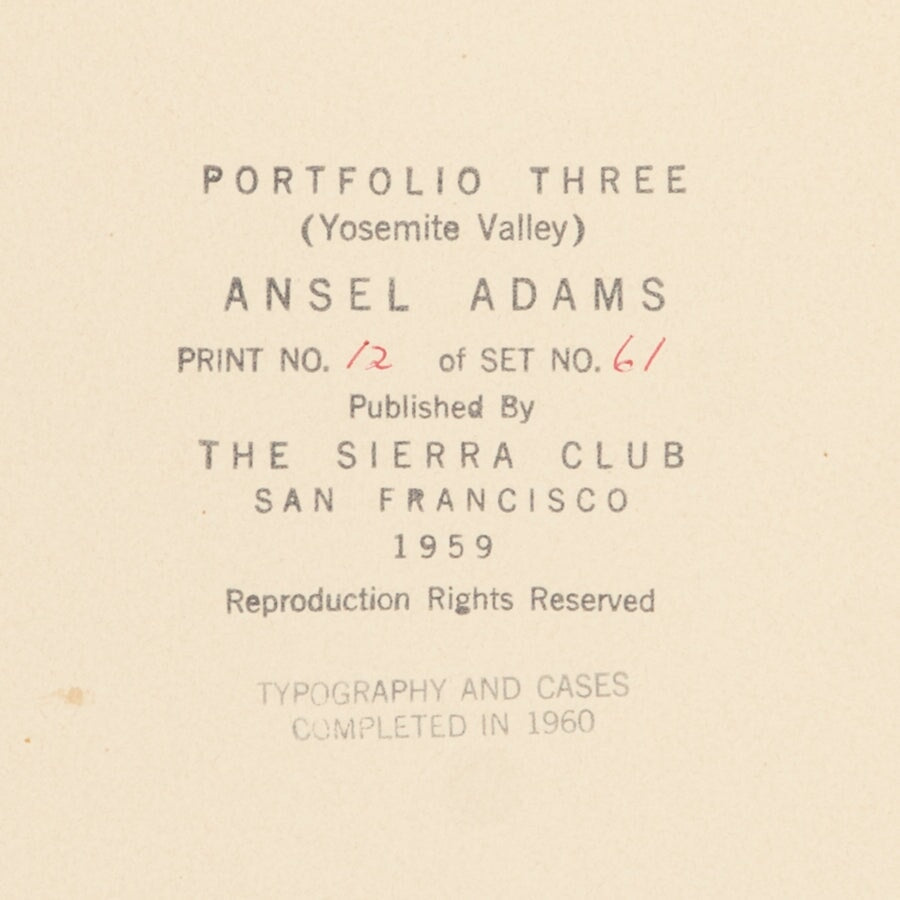 PORTFOLIO THREE
(Yosemite Valley)
ANSEL ADAMS
PRINT NO. 12 of SET NO. 61
Published By
THE SIERRA CLUB
SAN FRANCISCO
1959
Reproduction Rights Reserved
TYPOGRAPHY AND CASES
COMPLETED IN 1960